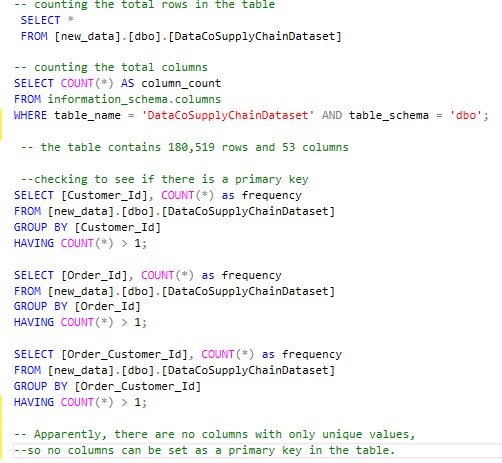 -- counting the total rows in the table
SELECT *
FROM [new_data].[dbo].[DataCoSupplyChainDataset]
-- counting the total columns
SELECT COUNT(*) AS column_count
FROM information_schema.columns
WHERE table_name = 'DataCoSupplyChainDataset' AND table_schema = 'dbo';
-- the table contains 180,519 rows and 53 columns
--checking to see if there is a primary key
SELECT [Customer_Id], COUNT(*) as frequency
FROM [new_data].[dbo].[DataCoSupplyChainDataset]
GROUP BY [Customer_Id]
HAVING COUNT(*) > 1;
SELECT [Order_Id], COUNT(*) as frequency
FROM [new_data].[dbo].[DataCoSupplyChainDataset]
GROUP BY [Order_Id]
HAVING COUNT(*) > 1;
SELECT [Order_Customer_Id], COUNT(*) as frequency
FROM [new_data].[dbo].[DataCoSupplyChainDataset]
GROUP BY [Order_Customer_Id]
HAVING COUNT(*) > 1;
-- Apparently, there are no columns with only unique values,
--so no columns can be set as a primary key in the table.